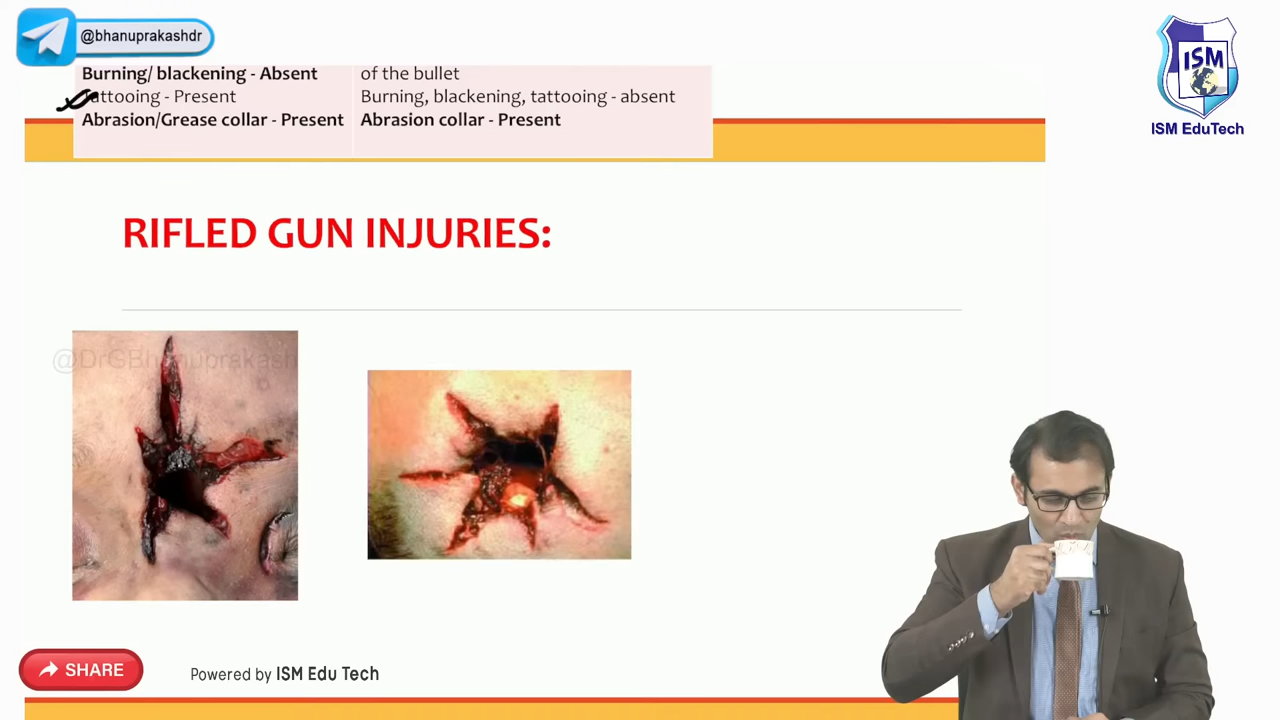 @bhanuprakashdr
ISM
ISM EduTech
Burning/ blackening - Absent
Tattooing - Present
Abrasion/Grease collar - Present
of the bullet
Burning, blackening, tattooing - absent
Abrasion collar - Present
RIFLED GUN INJURIES:
@DrGBhanuprakash
SHARE
Powered by ISM Edu Tech